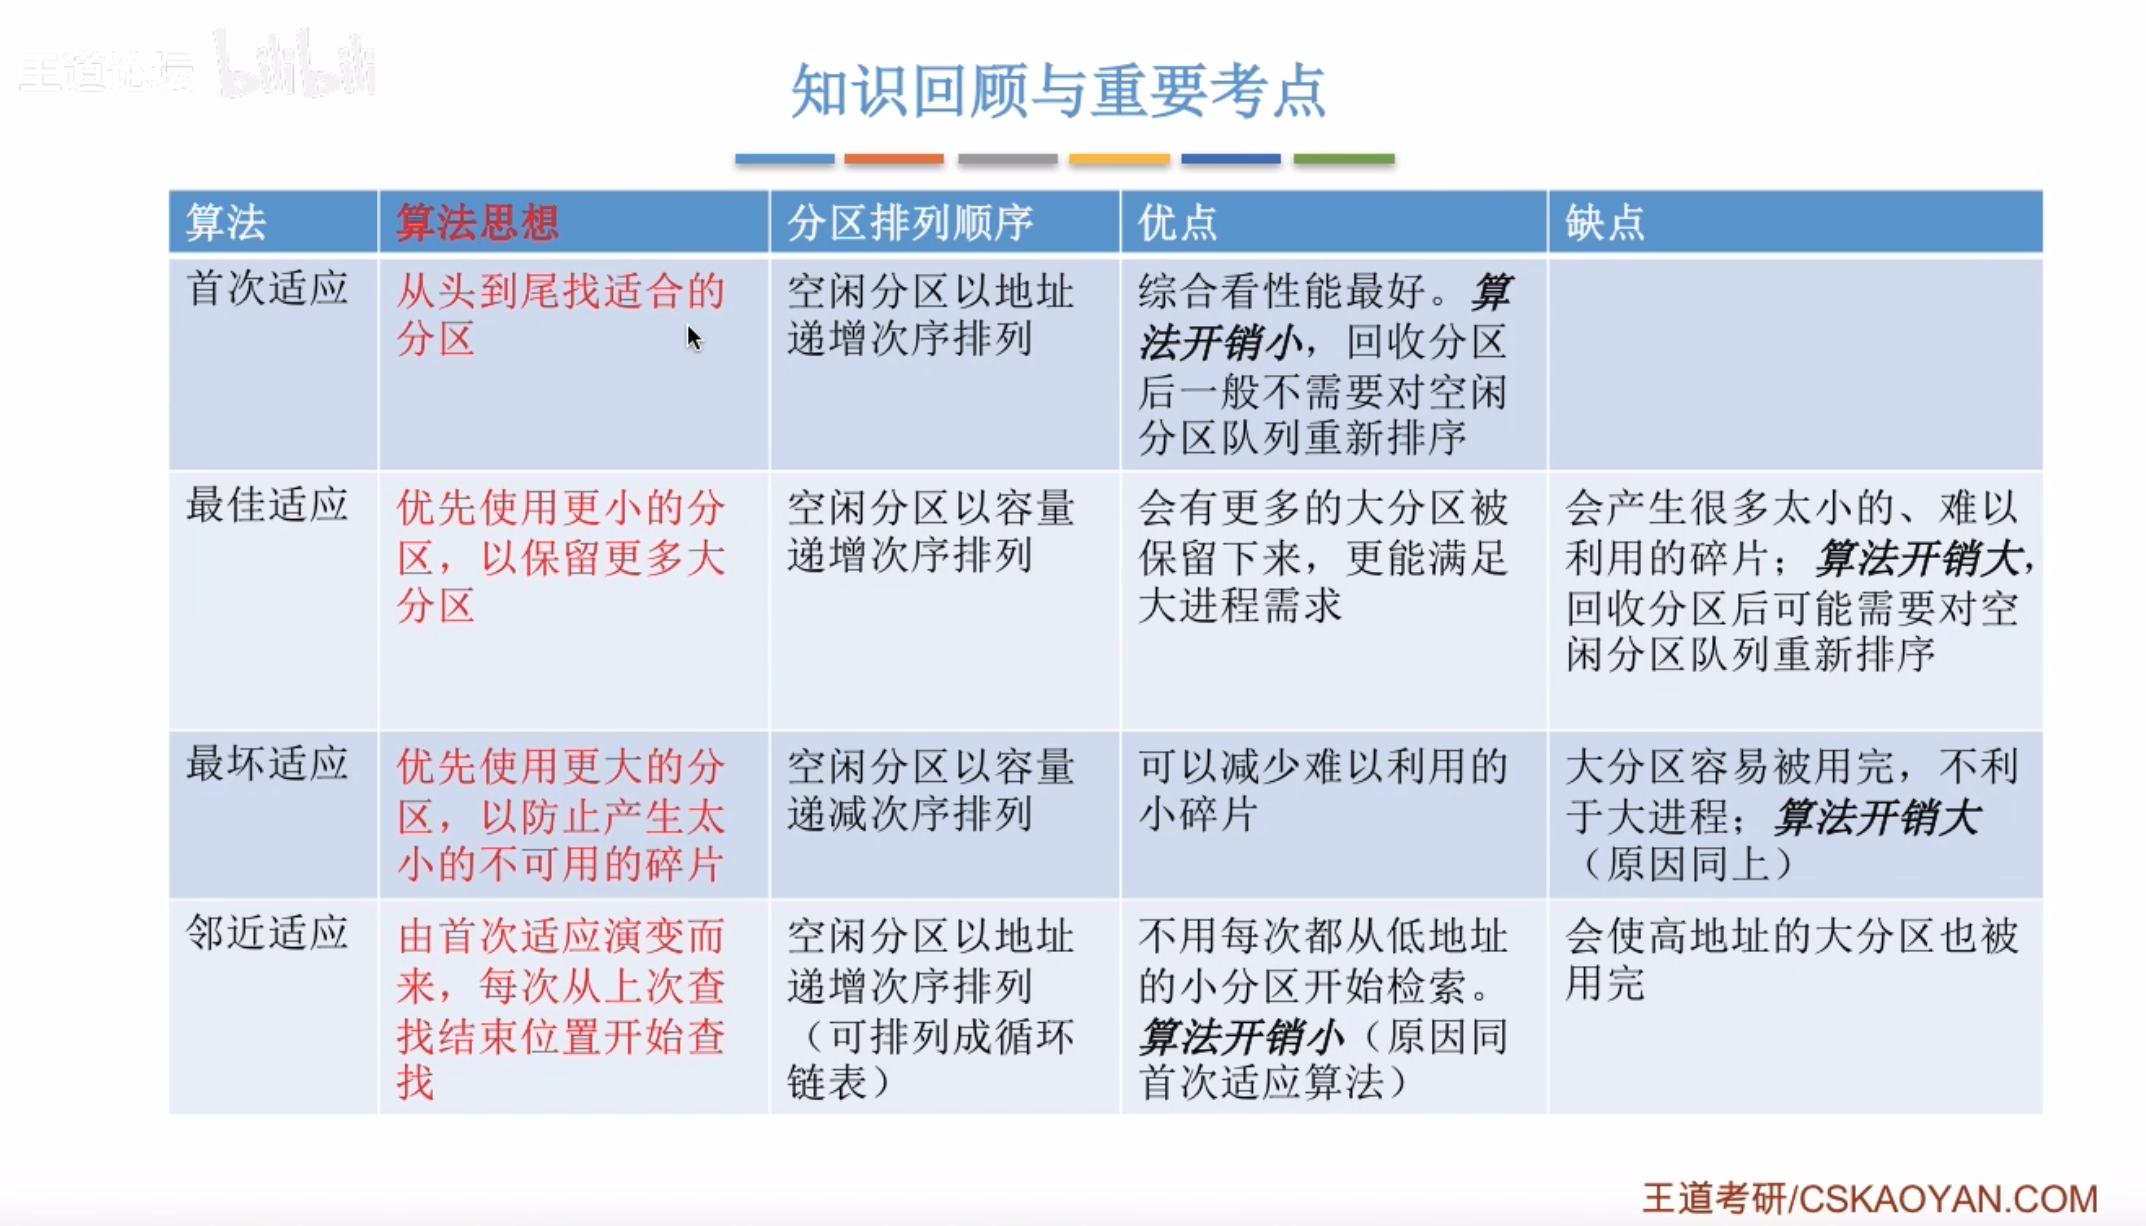 王道论坛 bilibili
知识回顾与重要考点
算法 算法思想 分区排列顺序 优点 缺点
首次适应
从头到尾找适合的
分区
空闲分区以地址
递增次序排列
综合看性能最好。算
法开销小，回收分区
后一般不需要对空闲
分区队列重新排序
最佳适应
优先使用更小的分
区，以保留更多大
分区
空闲分区以容量
递增次序排列
会有更多的大分区被
保留下来，更能满足
大进程需求
会产生很多太小的、难以
利用的碎片；算法开销大，
回收分区后可能需要对空
闲分区队列重新排序
最坏适应
优先使用更大的分
区，以防止产生太
小的不可用的碎片
空闲分区以容量
递减次序排列
可以减少难以利用的
小碎片
大分区容易被用完，不利
于大进程；算法开销大
（原因同上）
邻近适应
由首次适应演变而
来，每次从上次查
找结束位置开始查
找
空闲分区以地址
递增次序排列
（可排列成循环
链表）
不用每次都从低地址
的小分区开始检索。
算法开销小（原因同
首次适应算法）
会使高地址的大分区也被
用完
王道考研/CSKAOYAN.COM